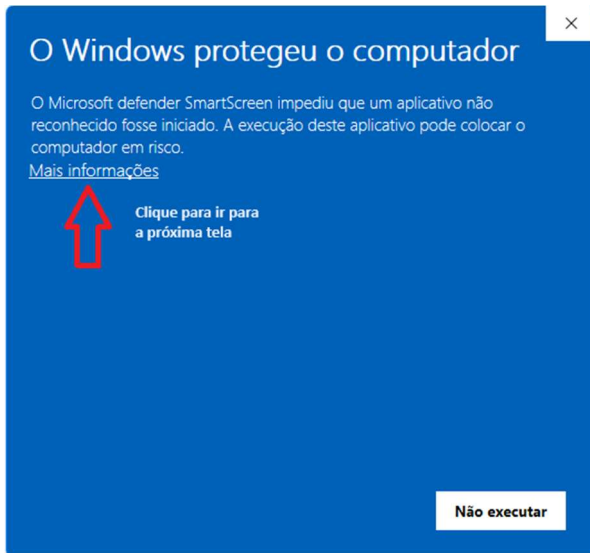 O Windows protegeu o computador
O Microsoft defender SmartScreen impediu que um aplicativo não
reconhecido fosse iniciado. A execução deste aplicativo pode colocar o
computador em risco.
Mais informações
Clique para ir para
a próxima tela
Não executar